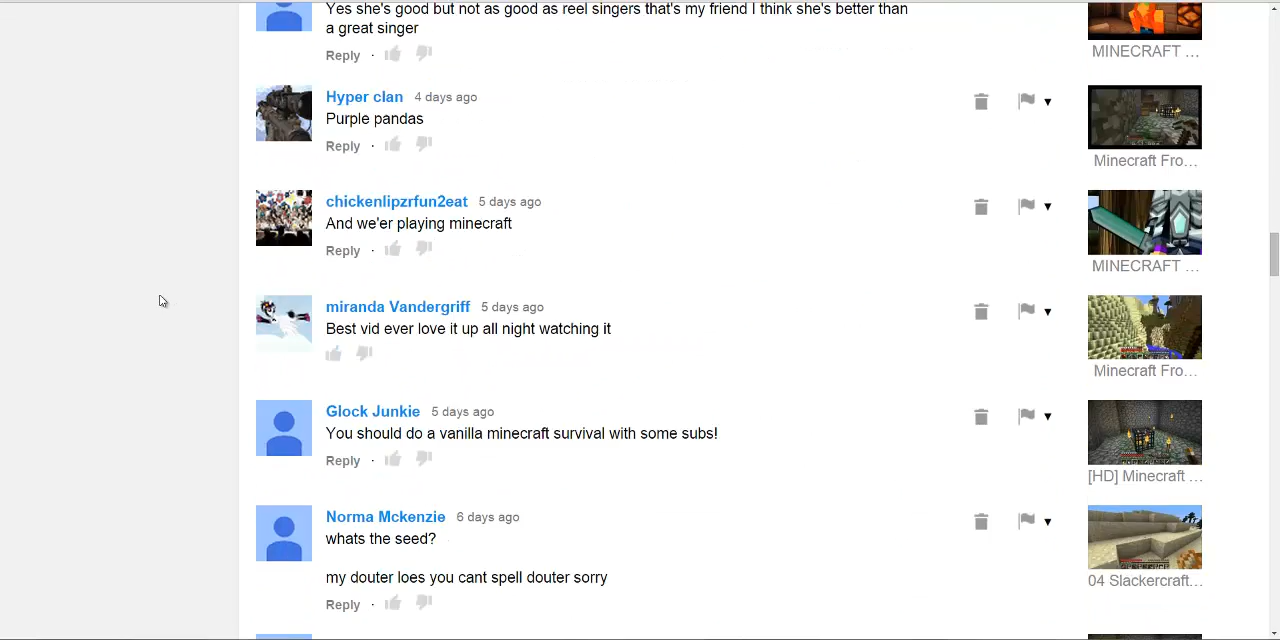 Yes she's good but not as good as reel singers that's my friend I think she's better than
a great singer
Reply ·
MINECRAFT ...
Hyper clan 4 days ago
Purple pandas
Reply ·
Minecraft Fro...
chickenlipzrfun2eat 5 days ago
And we'er playing minecraft
Reply ·
MINECRAFT ...
miranda Vandergriff 5 days ago
Best vid ever love it up all night watching it
Minecraft Fro...
Glock Junkie 5 days ago
You should do a vanilla minecraft survival with some subs!
Reply ·
[HD] Minecraft ...
Norma Mckenzie 6 days ago
whats the seed?
my douter loes you cant spell douter sorry
04 Slackercraft...
Reply ·